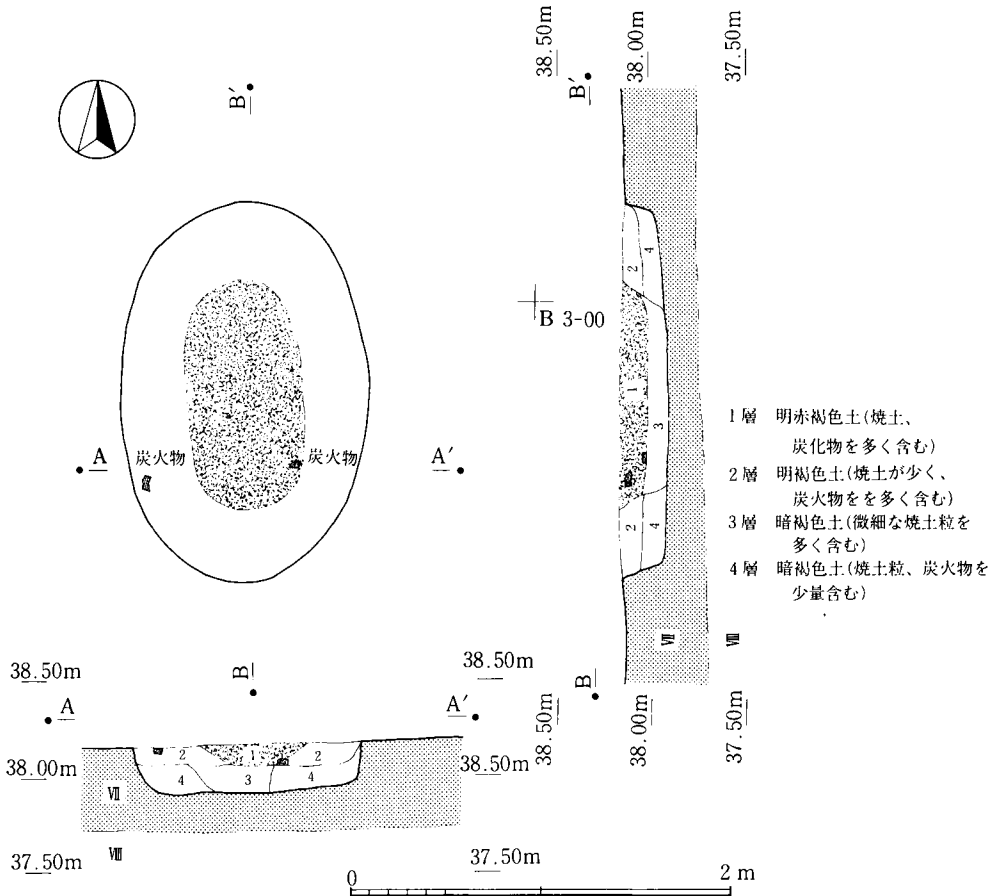 38.50m
38.00m
37.50m
B′
B′
B 3-00
炭火物
炭火物
A
A′
1層 明赤褐色土(焼土、
炭化物を多く含む)
2層 明褐色土(焼土が少く、
炭火物をを多く含む)
3層 暗褐色土(微細な焼土粒を
多く含む)
4層 暗褐色土(焼土粒、炭火物を
少量含む)
2
4
1
3
2
4
Ⅶ
Ⅷ
B
38.50m
38.00m
37.50m
38.50m
B
38.50m
A
A′
38.00m
38.50m
2
1
2
4
3
4
Ⅶ
Ⅷ
37.50m
37.50m
0
2 m